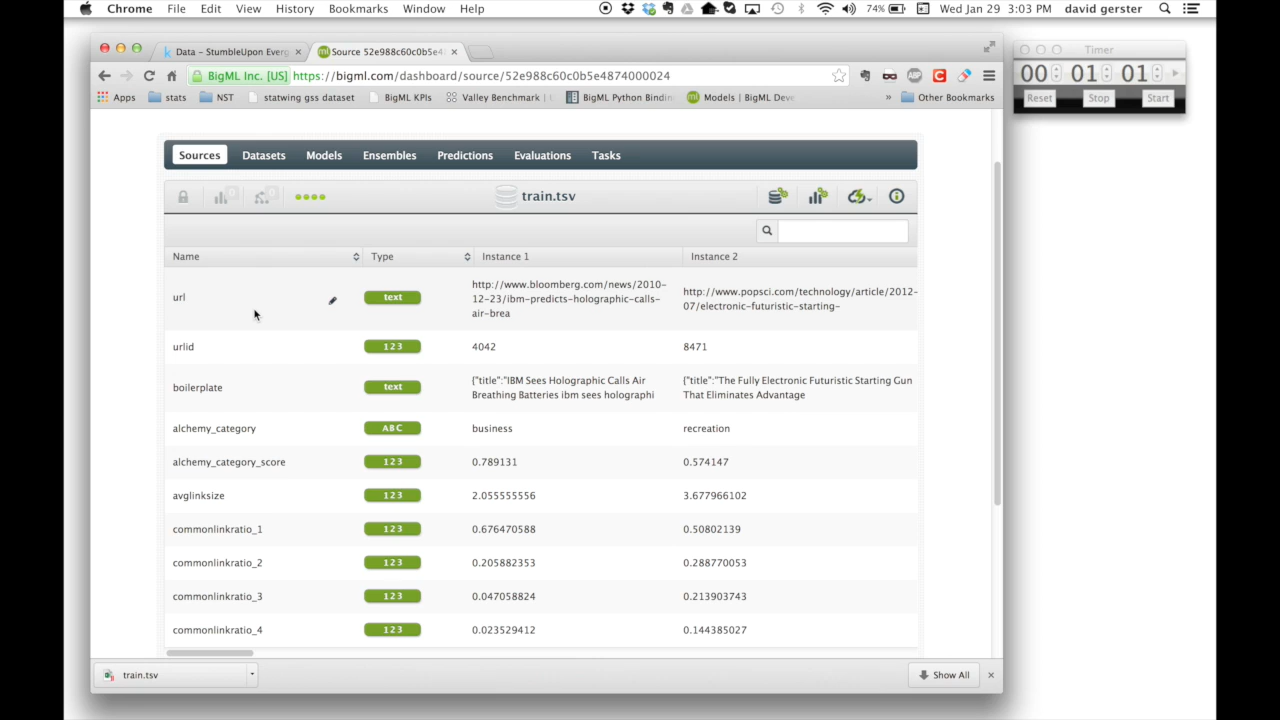 Chrome File Edit View History Bookmarks Window Help 74% Wed Jan 29 3:03 PM david gerster
Data – StumbleUpon Everg Source 52e988c60c0b5e4
Timer
BigML Inc. [US] https://bigml.com/dashboard/source/52e988c60c0b5e4874000024
00 01 01
Reset Stop Start
Apps stats NST statwing gss dataset BigML KPIs Valley Benchmark | BigML Python Bindin Models | BigML Deve » Other Bookmarks
Sources Datasets Models Ensembles Predictions Evaluations Tasks
train.tsv
Name Type Instance 1 Instance 2
url text http://www.bloomberg.com/news/2010-12-23/ibm-predicts-holographic-calls-air-brea http://www.popsci.com/technology/article/2012-07/electronic-futuristic-starting-
urlid 123 4042 8471
boilerplate text {"title":"IBM Sees Holographic Calls Air Breathing Batteries ibm sees holographi {"title":"The Fully Electronic Futuristic Starting Gun That Eliminates Advantage
alchemy_category ABC business recreation
alchemy_category_score 123 0.789131 0.574147
avglinksize 123 2.055555556 3.677966102
commonlinkratio_1 123 0.676470588 0.50802139
commonlinkratio_2 123 0.205882353 0.288770053
commonlinkratio_3 123 0.047058824 0.213903743
commonlinkratio_4 123 0.023529412 0.144385027
train.tsv Show All